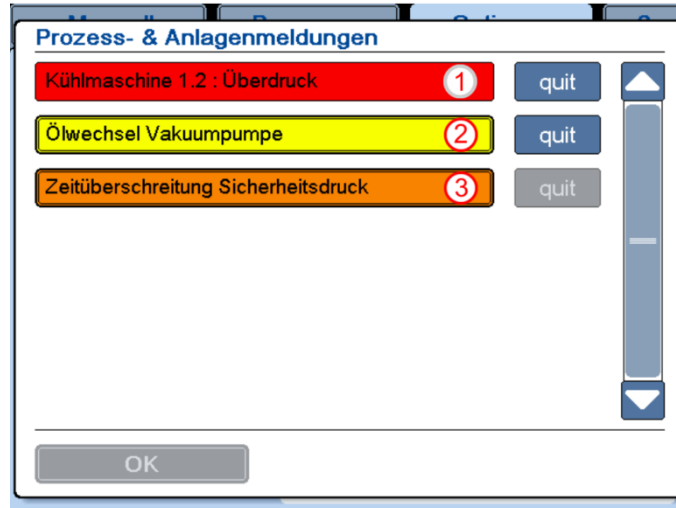 Prozess- & Anlagenmeldungen
Kühlmaschine 1.2 : Überdruck 1 quit
Ölwechsel Vakuumpumpe 2 quit
Zeitüberschreitung Sicherheitsdruck 3 quit
OK